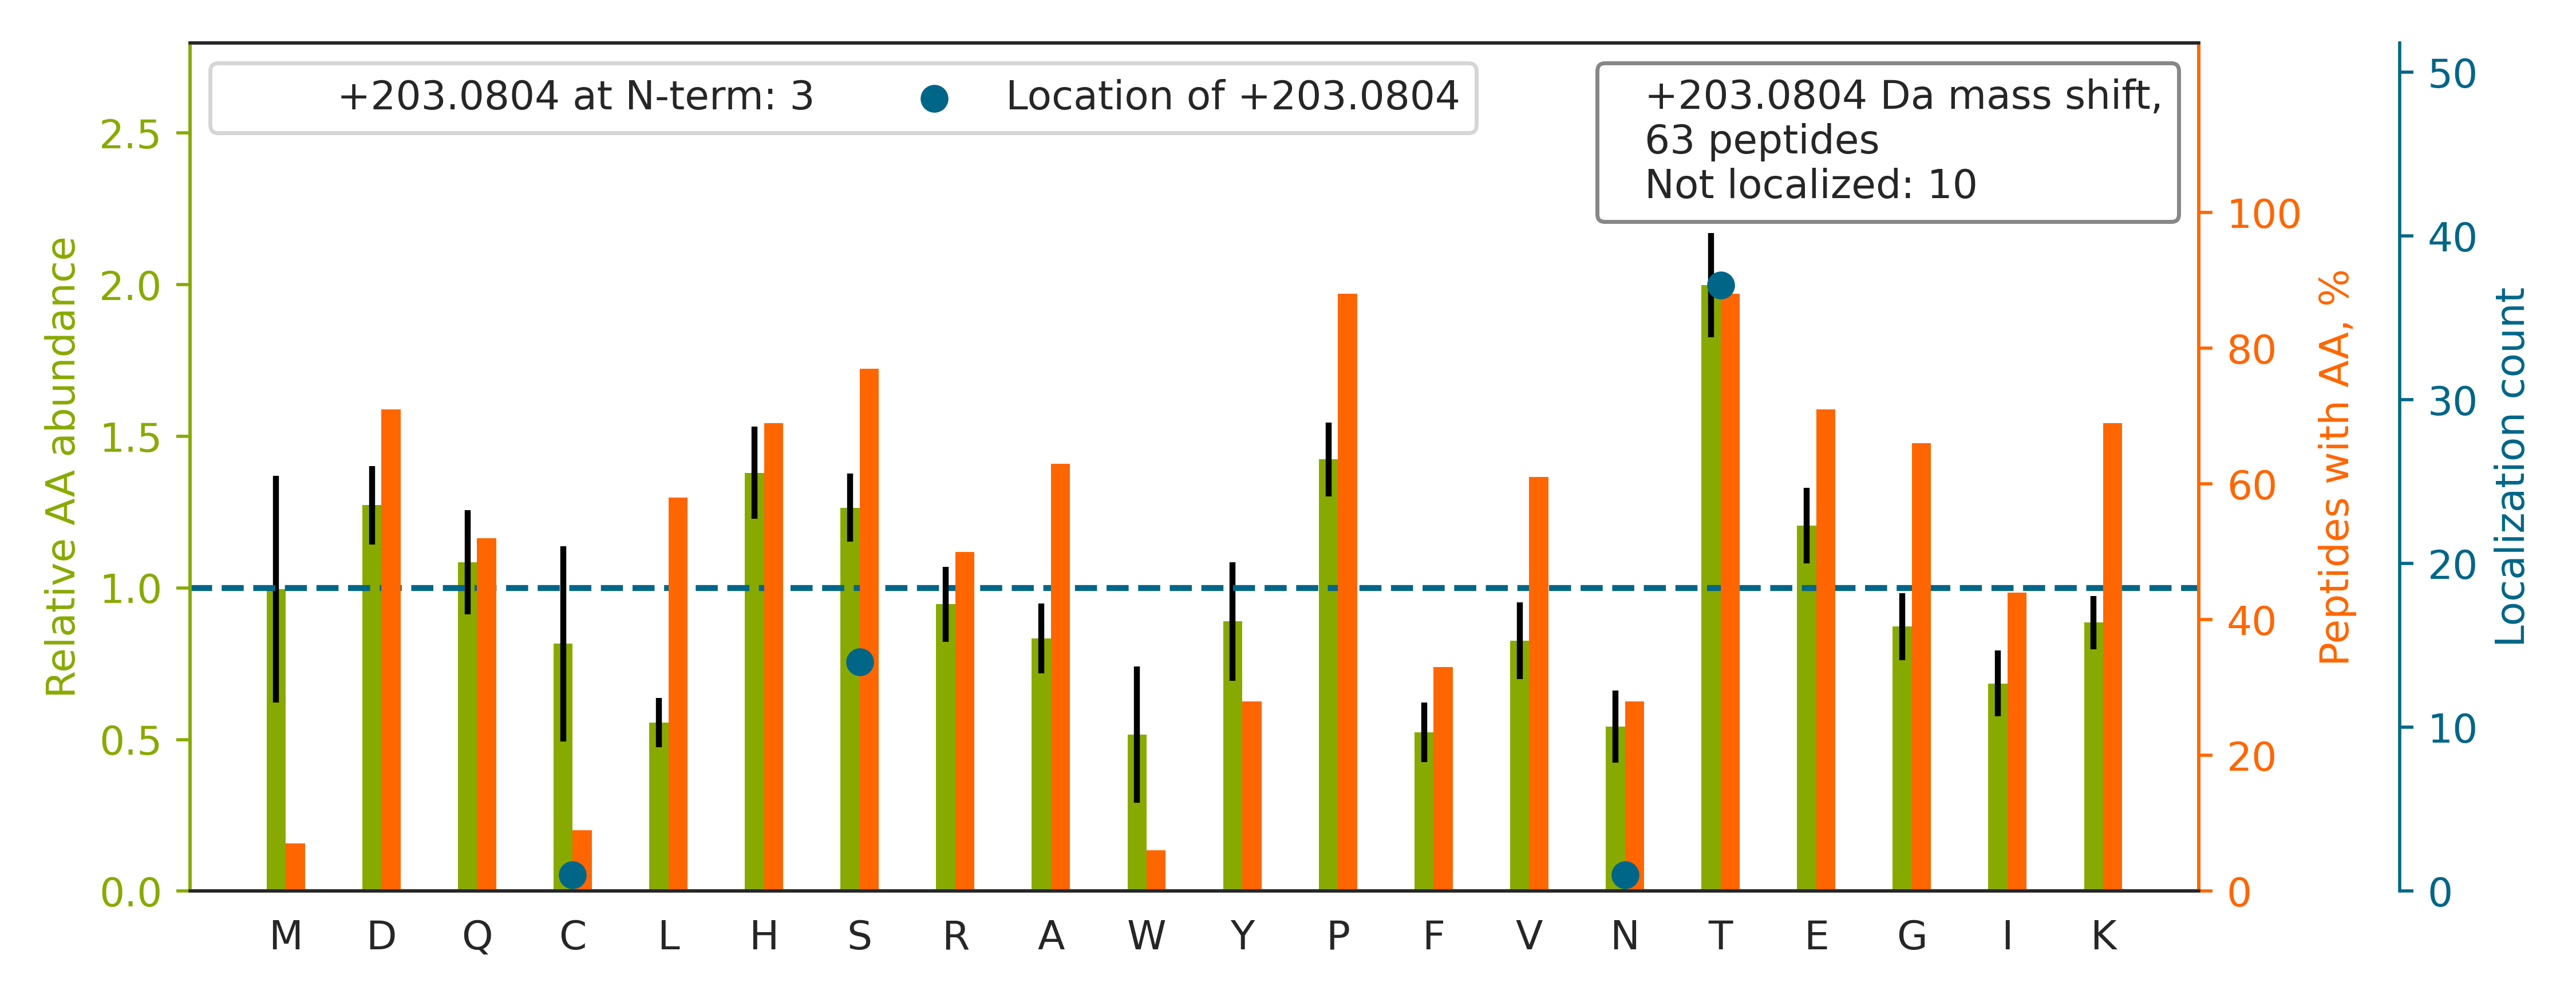 +203.0804 at N-term: 3
Location of +203.0804
+203.0804 Da mass shift,
63 peptides
Not localized: 10
Relative AA abundance
2.5
2.0
1.5
1.0
0.5
0.0
M D Q C L H S R A W Y P F V N T E G I K
100
80
60
40
20
0
Peptides with AA, %
50
40
30
20
10
0
Localization count